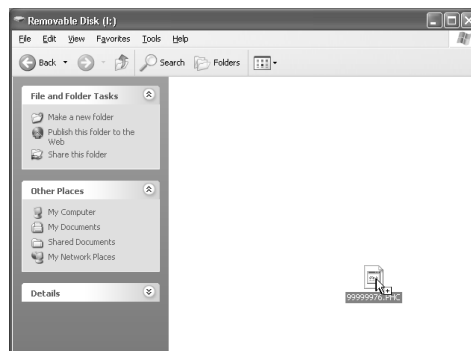 Removable Disk (I:)
File Edit View Favorites Tools Help
Back Search Folders
File and Folder Tasks
Make a new folder
Publish this folder to the
Web
Share this folder
Other Places
My Computer
My Documents
Shared Documents
My Network Places
Details
99999976.PHC